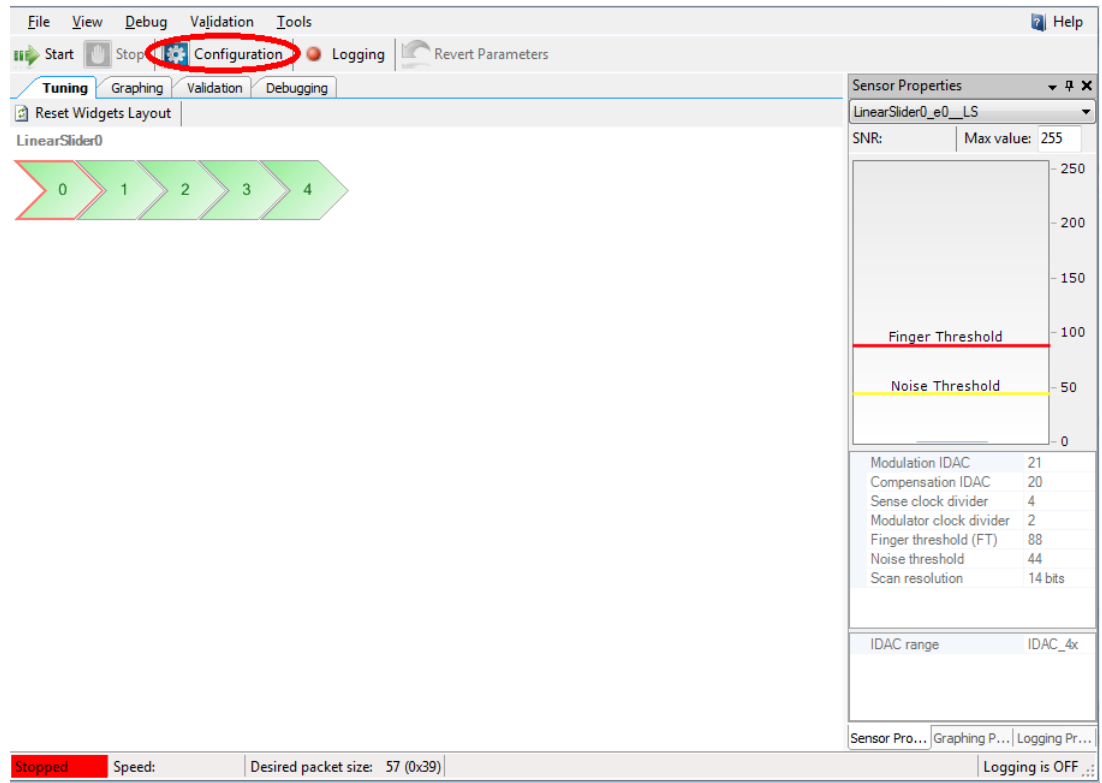 File View Debug Validation Tools Help
Start Stop Configuration Logging Revert Parameters
Tuning Graphing Validation Debugging
Reset Widgets Layout
LinearSlider0
0 1 2 3 4
Sensor Properties
LinearSlider0_e0__LS
SNR: Max value: 255
250
200
150
Finger Threshold 100
Noise Threshold 50
0
Modulation IDAC 21
Compensation IDAC 20
Sense clock divider 4
Modulator clock divider 2
Finger threshold (FT) 88
Noise threshold 44
Scan resolution 14 bits
IDAC range IDAC_4x
Sensor Pro... Graphing P... Logging Pr...
Stopped Speed: Desired packet size: 57 (0x39) Logging is OFF